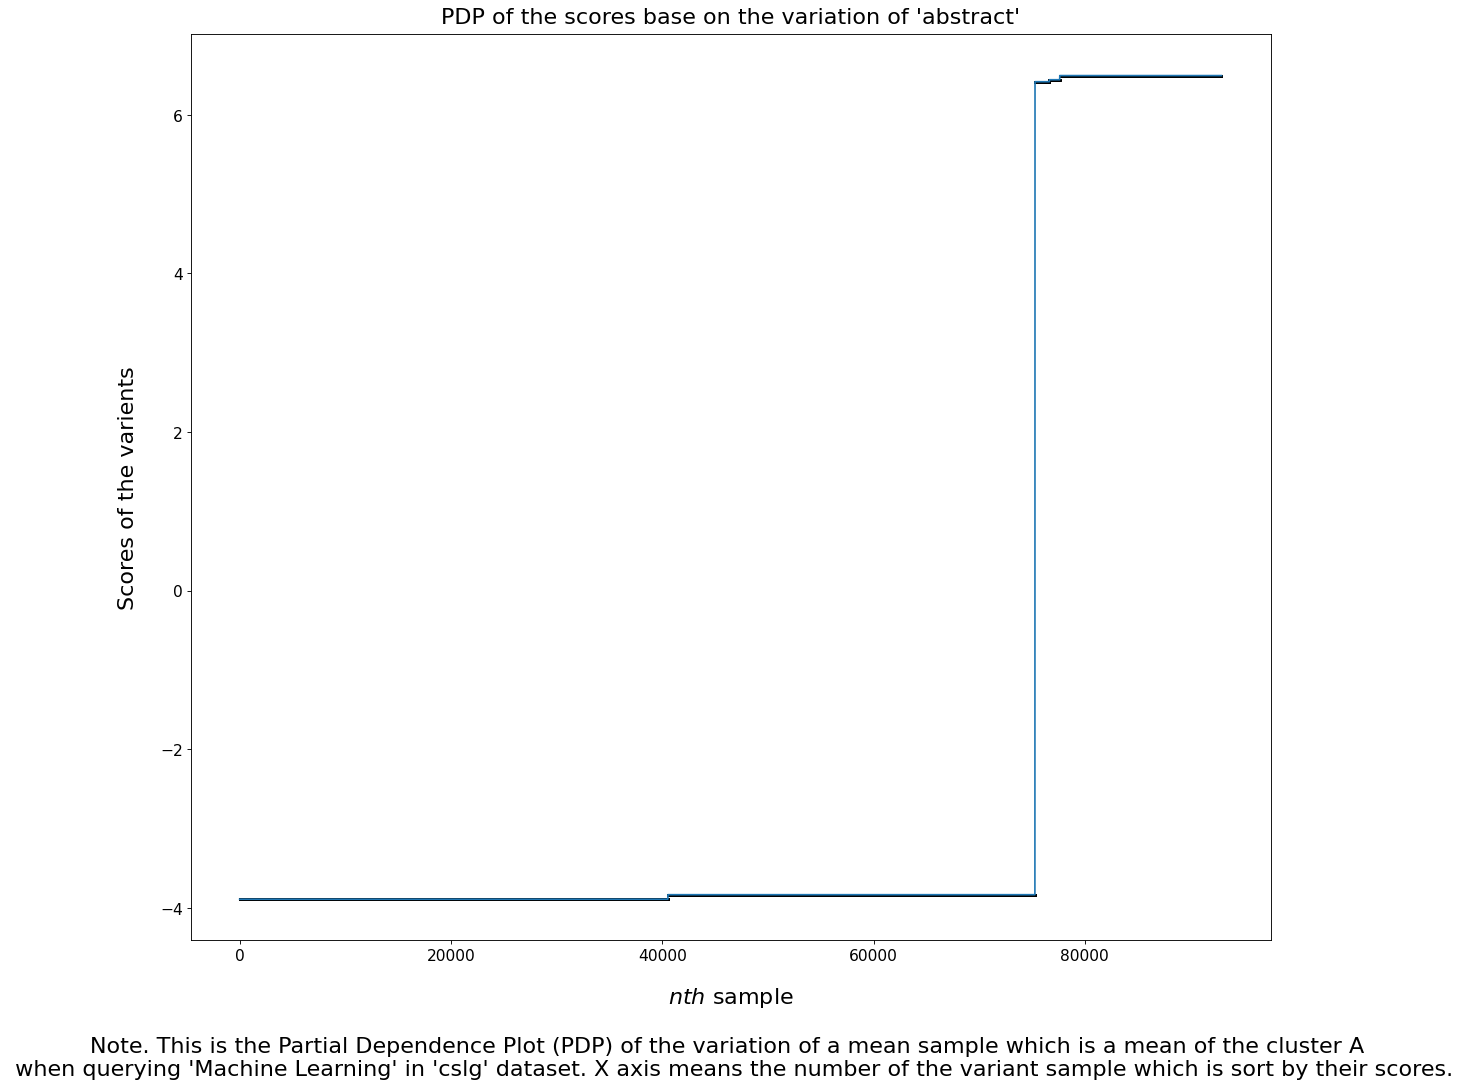 PDP of the scores base on the variation of 'abstract'
6
4
2
0
−2
−4
Scores of the varients
0 20000 40000 60000 80000
nth sample
Note. This is the Partial Dependence Plot (PDP) of the variation of a mean sample which is a mean of the cluster A
when querying 'Machine Learning' in 'cslg' dataset. X axis means the number of the variant sample which is sort by their scores.